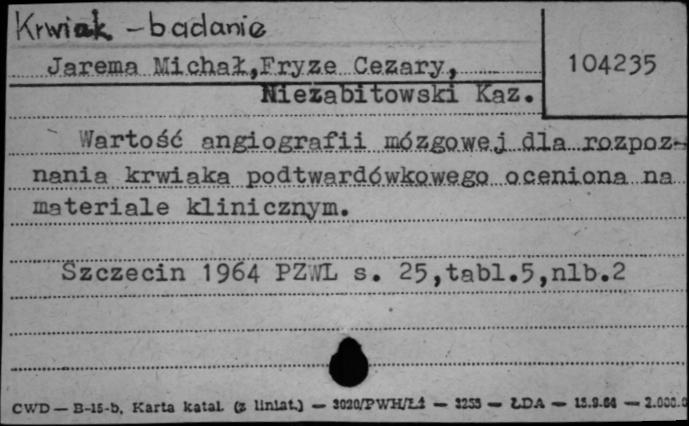 Krwiak - badanie
Jarema Michał,Fryze Cezary,
104235
Niezabitowski Kaz.
Wartość angiografii mózgowej dla rozpoz-
nania krwiaka podtwardówkowego oceniona na
materiale klinicznym.
Szczecin 1964 PZWL s. 25,tabl.5,nlb.2
CWD — B-15-b, Karta katal. (z liniat.) — 3020/PWH/Łź — 3253 — ŁDA — 15.9.64 — 2.000.0